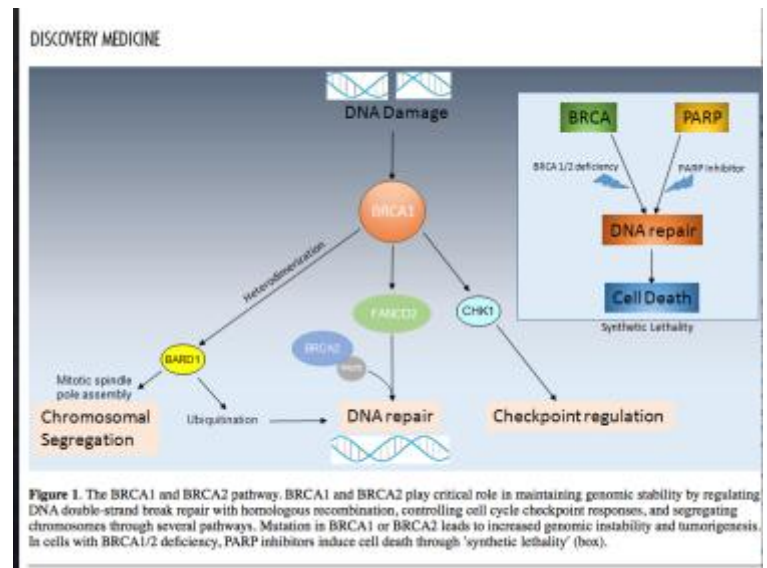 DISCOVERY MEDICINE
DNA Damage
BRCA1
Heterodimerization
FANCD2
CHK1
BRCA2
BARD1
Mitotic spindle
pole assembly
Chromosomal
Segregation
Ubiquitination
DNA repair
Checkpoint regulation
BRCA
PARP
BRCA 1/2 deficiency
PARP Inhibitor
DNA repair
Cell Death
Synthetic Lethality
Figure 1. The BRCA1 and BRCA2 pathway. BRCA1 and BRCA2 play critical role in maintaining genomic stability by regulating
DNA double-strand break repair with homologous recombination, controlling cell cycle checkpoint responses, and segregating
chromosomes through several pathways. Mutation in BRCA1 or BRCA2 leads to increased genomic instability and tumorigenesis.
In cells with BRCA1/2 deficiency, PARP inhibitors induce cell death through 'synthetic lethality' (box).